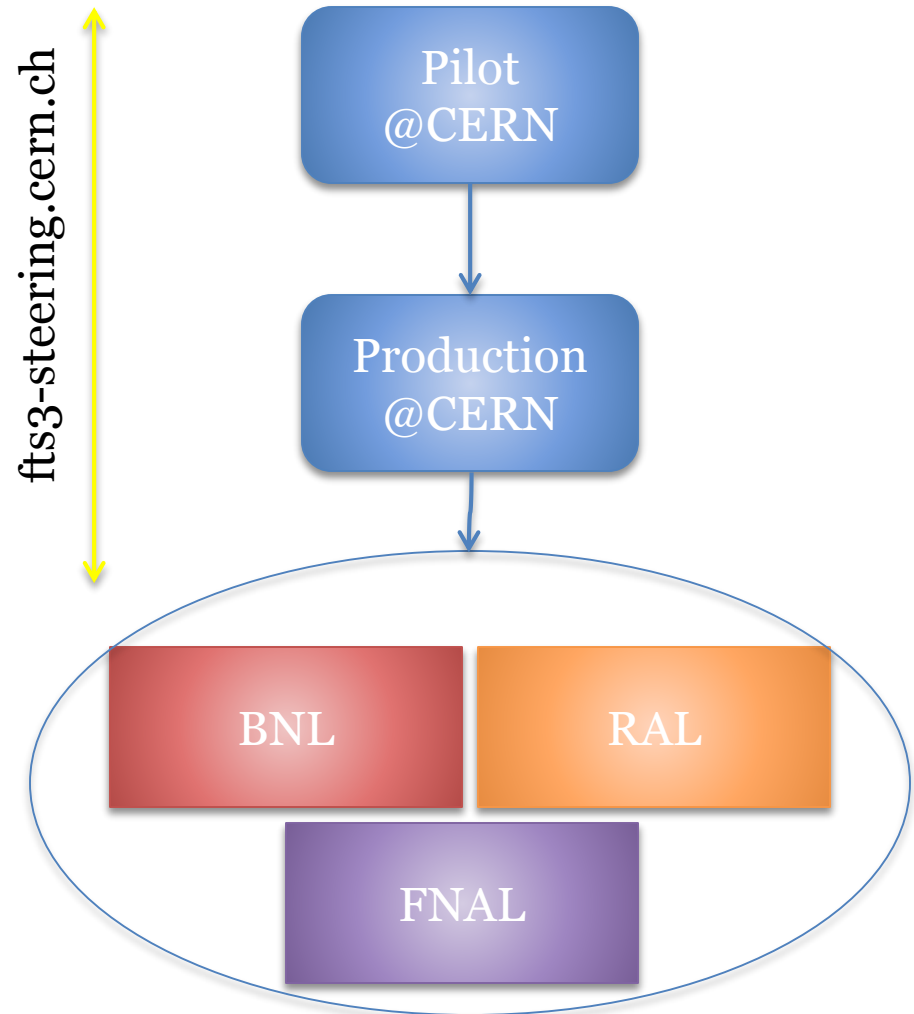 fts3-steering.cern.ch
Pilot
@CERN
Production
@CERN
BNL
RAL
FNAL